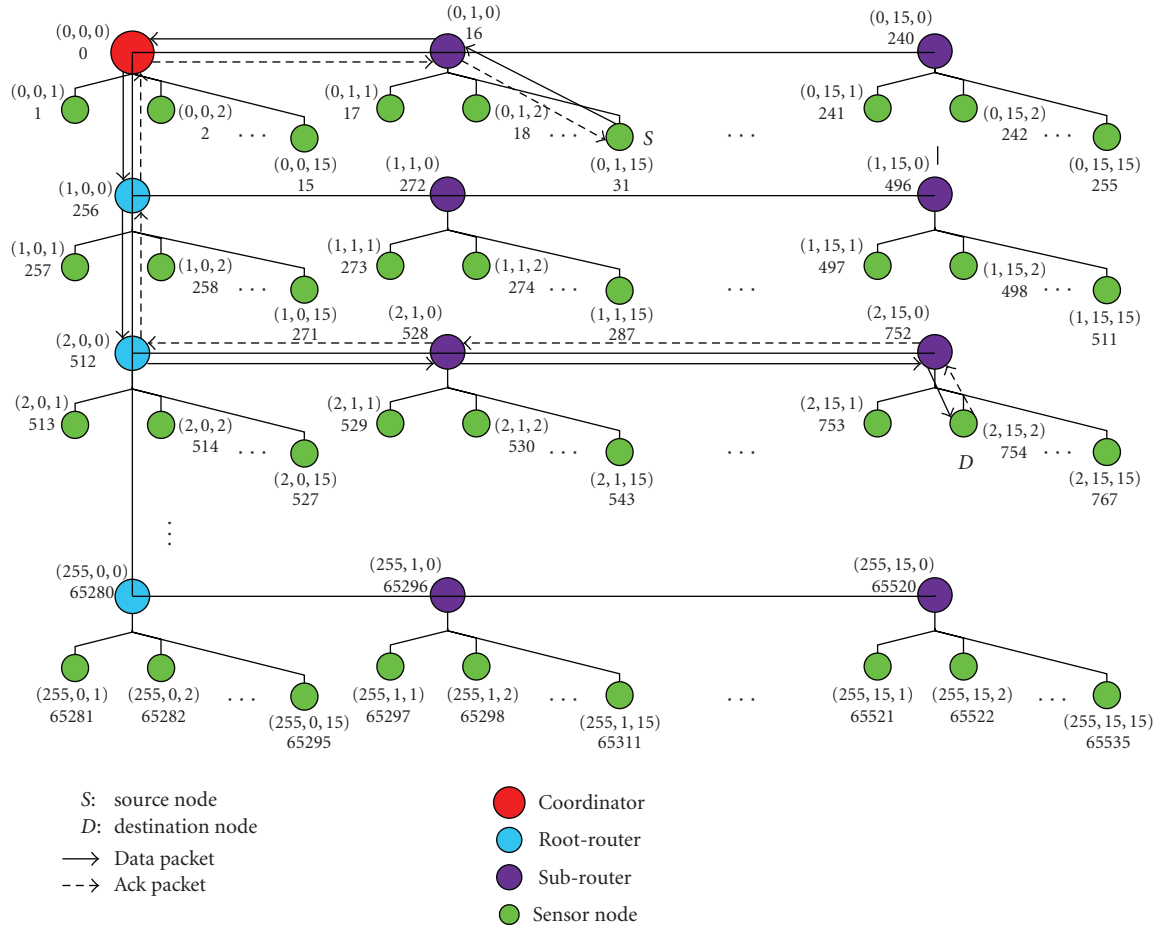 (0, 0, 0)
0
(0, 1, 0)
16
(0, 15, 0)
240
(0, 0, 1)
1
(0, 0, 2)
2
. . .
(0, 0, 15)
15
(0, 1, 1)
17
(0, 1, 2)
18
. . .
S
(0, 1, 15)
31
. . .
(0, 15, 1)
241
(0, 15, 2)
242
. . .
(0, 15, 15)
255
(1, 0, 0)
256
(1, 1, 0)
272
(1, 15, 0)
496
(1, 0, 1)
257
(1, 0, 2)
258
. . .
(1, 0, 15)
271
(1, 1, 1)
273
(1, 1, 2)
274
. . .
(1, 1, 15)
287
. . .
(1, 15, 1)
497
(1, 15, 2)
498
. . .
(1, 15, 15)
511
(2, 0, 0)
512
(2, 1, 0)
528
(2, 15, 0)
752
(2, 0, 1)
513
(2, 0, 2)
514
. . .
(2, 0, 15)
527
(2, 1, 1)
529
(2, 1, 2)
530
. . .
(2, 1, 15)
543
. . .
(2, 15, 1)
753
(2, 15, 2)
754
D
. . .
(2, 15, 15)
767
. . .
(255, 0, 0)
65280
(255, 1, 0)
65296
(255, 15, 0)
65520
(255, 0, 1)
65281
(255, 0, 2)
65282
. . .
(255, 0, 15)
65295
(255, 1, 1)
65297
(255, 1, 2)
65298
. . .
(255, 1, 15)
65311
. . .
(255, 15, 1)
65521
(255, 15, 2)
65522
. . .
(255, 15, 15)
65535
S: source node
D: destination node
Data packet
Ack packet
Coordinator
Root-router
Sub-router
Sensor node